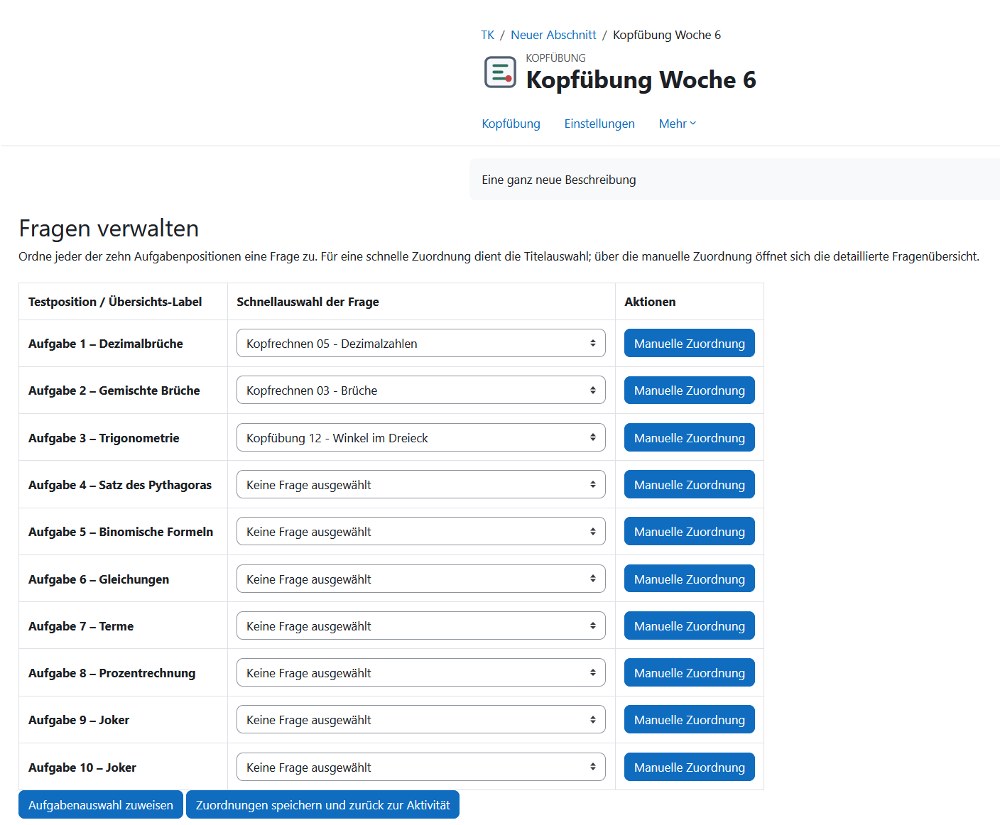 TK / Neuer Abschnitt / Kopfübung Woche 6
KOPFÜBUNG
Kopfübung Woche 6
Kopfübung Einstellungen Mehr
Eine ganz neue Beschreibung
Fragen verwalten
Ordne jeder der zehn Aufgabenpositionen eine Frage zu. Für eine schnelle Zuordnung dient die Titelauswahl; über die manuelle Zuordnung öffnet sich die detaillierte Fragenübersicht.
Testposition / Übersichts-Label Schnellauswahl der Frage Aktionen
Aufgabe 1 – Dezimalbrüche Kopfrechnen 05 - Dezimalzahlen Manuelle Zuordnung
Aufgabe 2 – Gemischte Brüche Kopfrechnen 03 - Brüche Manuelle Zuordnung
Aufgabe 3 – Trigonometrie Kopfübung 12 - Winkel im Dreieck Manuelle Zuordnung
Aufgabe 4 – Satz des Pythagoras Keine Frage ausgewählt Manuelle Zuordnung
Aufgabe 5 – Binomische Formeln Keine Frage ausgewählt Manuelle Zuordnung
Aufgabe 6 – Gleichungen Keine Frage ausgewählt Manuelle Zuordnung
Aufgabe 7 – Terme Keine Frage ausgewählt Manuelle Zuordnung
Aufgabe 8 – Prozentrechnung Keine Frage ausgewählt Manuelle Zuordnung
Aufgabe 9 – Joker Keine Frage ausgewählt Manuelle Zuordnung
Aufgabe 10 – Joker Keine Frage ausgewählt Manuelle Zuordnung
Aufgabenauswahl zuweisen Zuordnungen speichern und zurück zur Aktivität